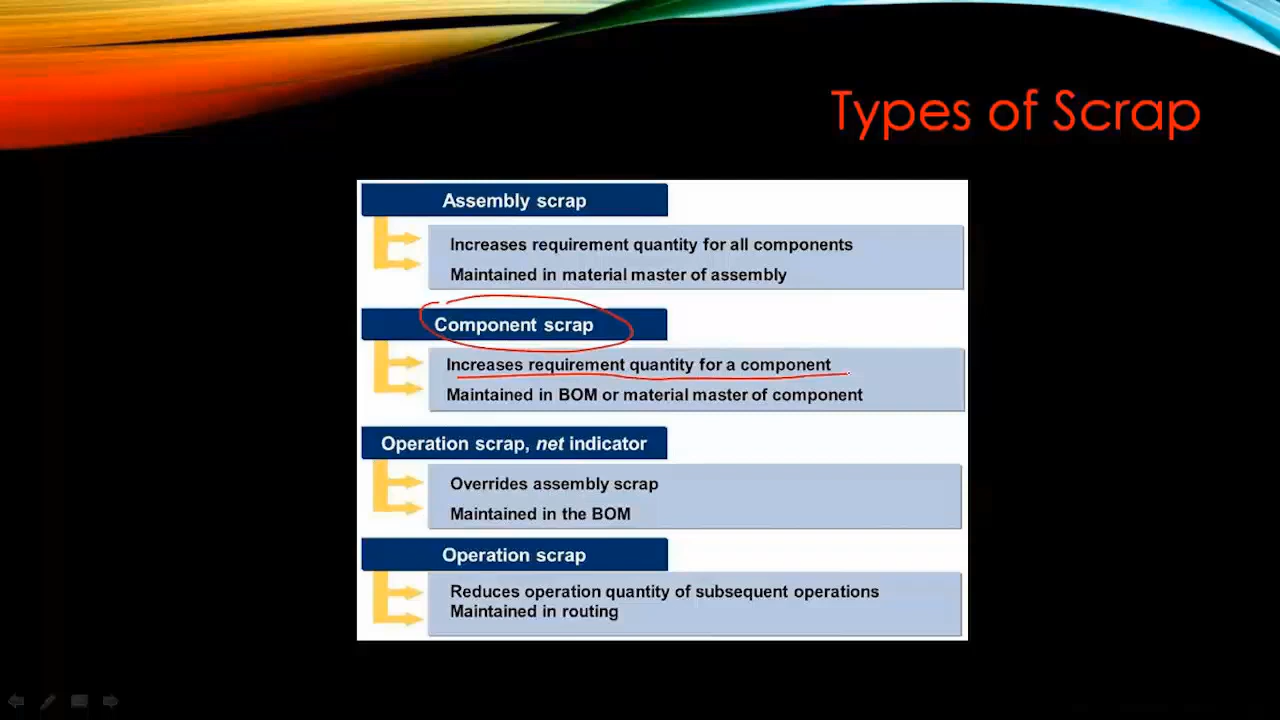 Types of Scrap
Assembly scrap
Increases requirement quantity for all components
Maintained in material master of assembly
Component scrap
Increases requirement quantity for a component
Maintained in BOM or material master of component
Operation scrap, net indicator
Overrides assembly scrap
Maintained in the BOM
Operation scrap
Reduces operation quantity of subsequent operations
Maintained in routing